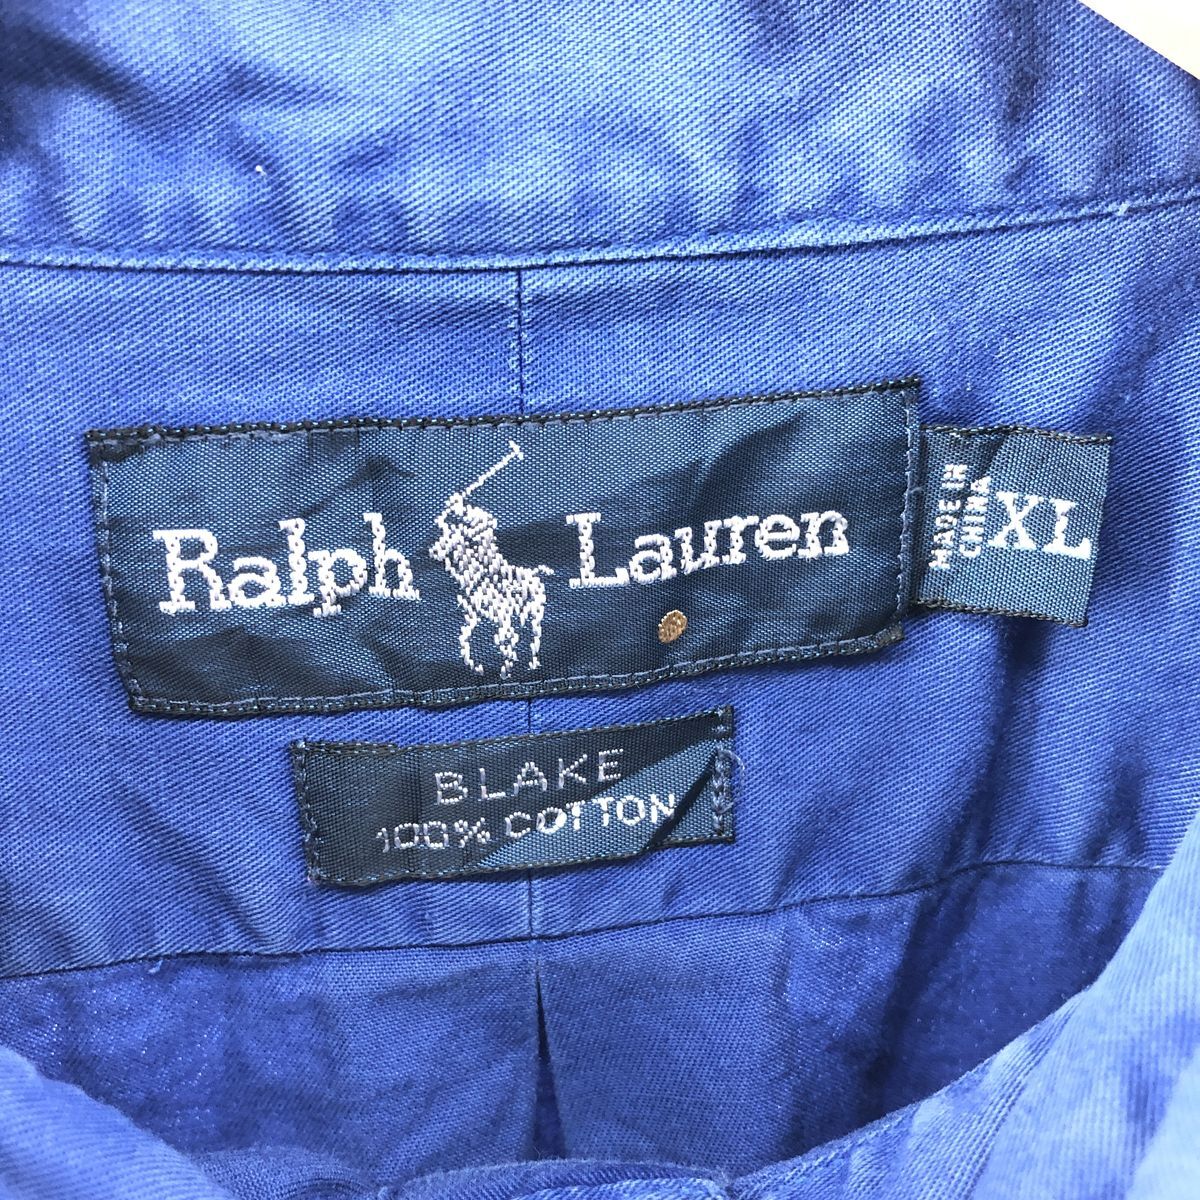 Ralph Lauren
MADE IN
CHINA
XL
BLAKE
100% COTTON